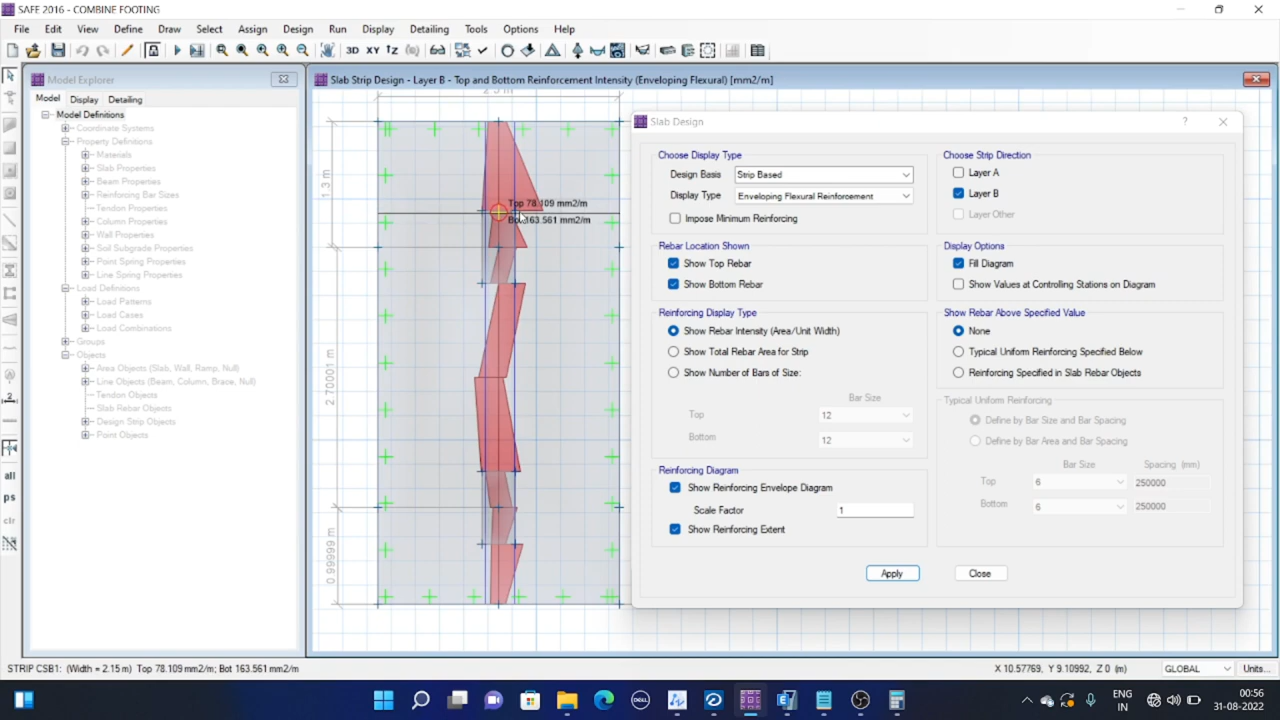 SAFE 2016 - COMBINE FOOTING
File Edit View Define Draw Select Assign Design Run Display Detailing Tools Options Help
3D XY
Model Explorer
Model Display Detailing
Model Definitions
Coordinate Systems
Property Definitions
Materials
Slab Properties
Beam Properties
Reinforcing Bar Sizes
Tendon Properties
Column Properties
Wall Properties
Soil Subgrade Properties
Point Spring Properties
Line Spring Properties
Load Definitions
Load Patterns
Load Cases
Load Combinations
Groups
Objects
Area Objects (Slab, Wall, Ramp, Null)
Line Objects (Beam, Column, Brace, Null)
Tendon Objects
Slab Rebar Objects
Design Strip Objects
Point Objects
all
ps
clr
Slab Strip Design - Layer B - Top and Bottom Reinforcement Intensity (Enveloping Flexural) [mm2/m]
1.3 m
2.70001 m
0.99999 m
Top 78.109 mm2/m
Bot 163.561 mm2/m
Slab Design
?
Choose Display Type
Design Basis Strip Based
Display Type Enveloping Flexural Reinforcement
Impose Minimum Reinforcing
Rebar Location Shown
Show Top Rebar
Show Bottom Rebar
Reinforcing Display Type
Show Rebar Intensity (Area/Unit Width)
Show Total Rebar Area for Strip
Show Number of Bars of Size:
Bar Size
Top 12
Bottom 12
Reinforcing Diagram
Show Reinforcing Envelope Diagram
Scale Factor 1
Show Reinforcing Extent
Choose Strip Direction
Layer A
Layer B
Layer Other
Display Options
Fill Diagram
Show Values at Controlling Stations on Diagram
Show Rebar Above Specified Value
None
Typical Uniform Reinforcing Specified Below
Reinforcing Specified in Slab Rebar Objects
Typical Uniform Reinforcing
Define by Bar Size and Bar Spacing
Define by Bar Area and Bar Spacing
Bar Size Spacing (mm)
Top 6 250000
Bottom 6 250000
Apply Close
STRIP CSB1: (Width = 2.15 m) Top 78.109 mm2/m; Bot 163.561 mm2/m
X 10.57769, Y 9.10992, Z 0 (m) GLOBAL Units...
DELL
ENG
IN
00:56
31-08-2022